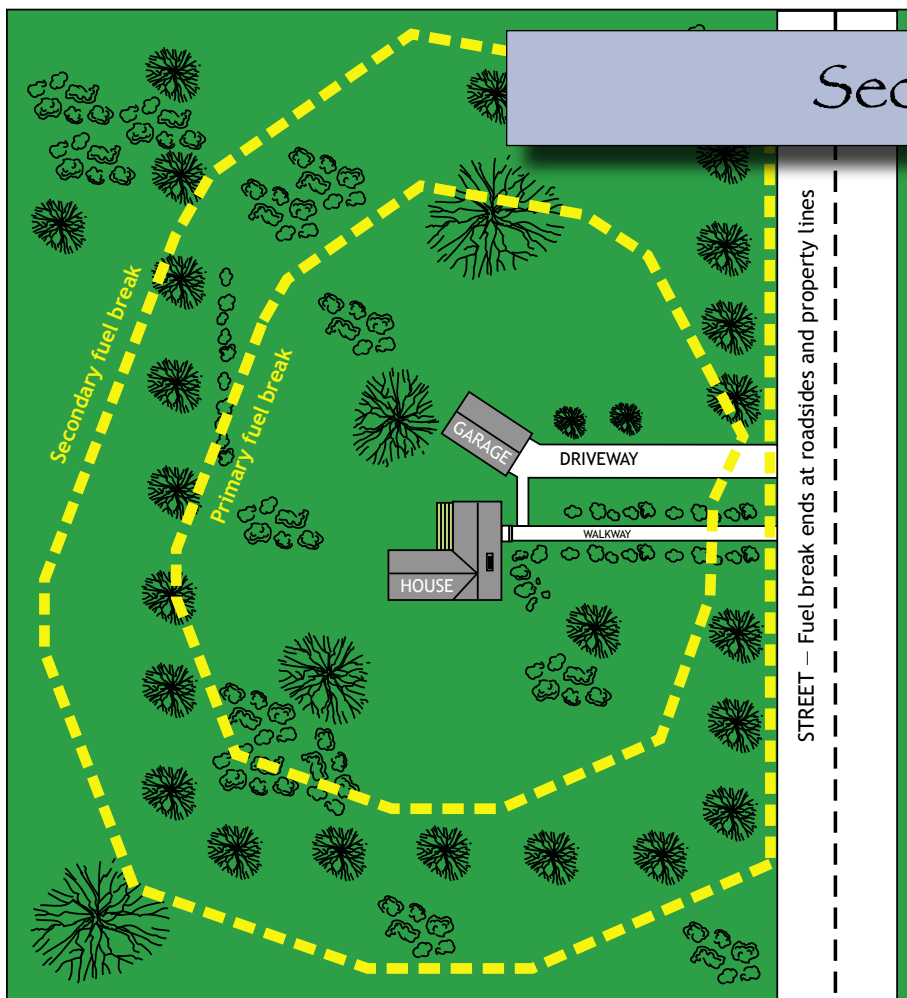 Sec
Secondary fuel break
Primary fuel break
GARAGE
DRIVEWAY
WALKWAY
HOUSE
STREET – Fuel break ends at roadsides and property lines